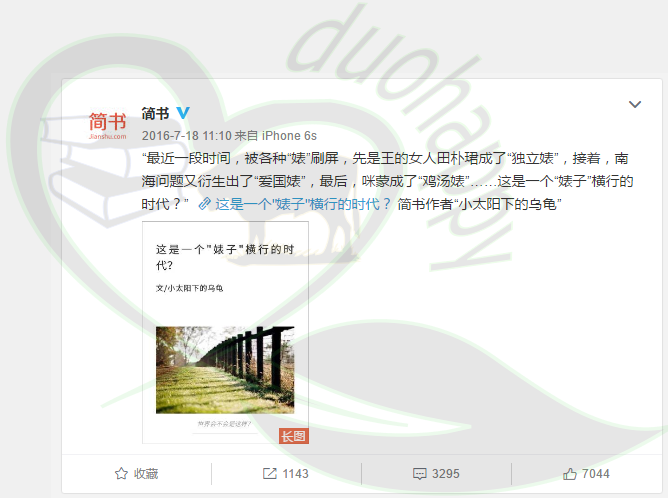 duohappy
简书
Jianshu.com
简书
2016-7-18 11:10 来自 iPhone 6s
“最近一段时间，被各种“婊”刷屏，先是王的女人田朴珺成了“独立婊”，接着，南
海问题又衍生出了“爱国婊”，最后，咪蒙成了“鸡汤婊”……这是一个“婊子”横行的
时代？” 这是一个"婊子"横行的时代？ 简书作者“小太阳下的乌龟”
这是一个"婊子"横行的时
代?
文/小太阳下的乌龟
世界会不会变这样？
长图
收藏
1143
3295
7044